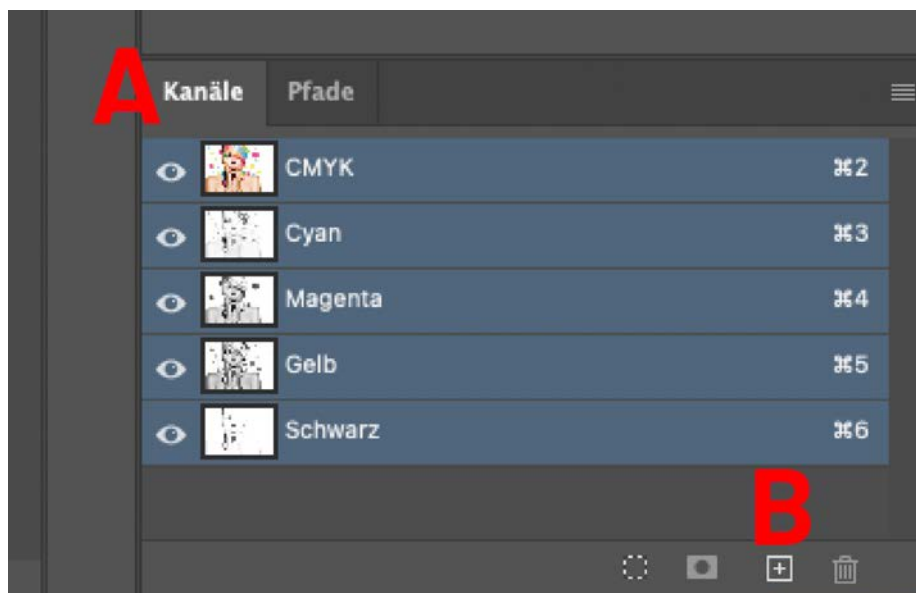 A Kanäle Pfade
CMYK ⌘2
Cyan ⌘3
Magenta ⌘4
Gelb ⌘5
Schwarz ⌘6
B